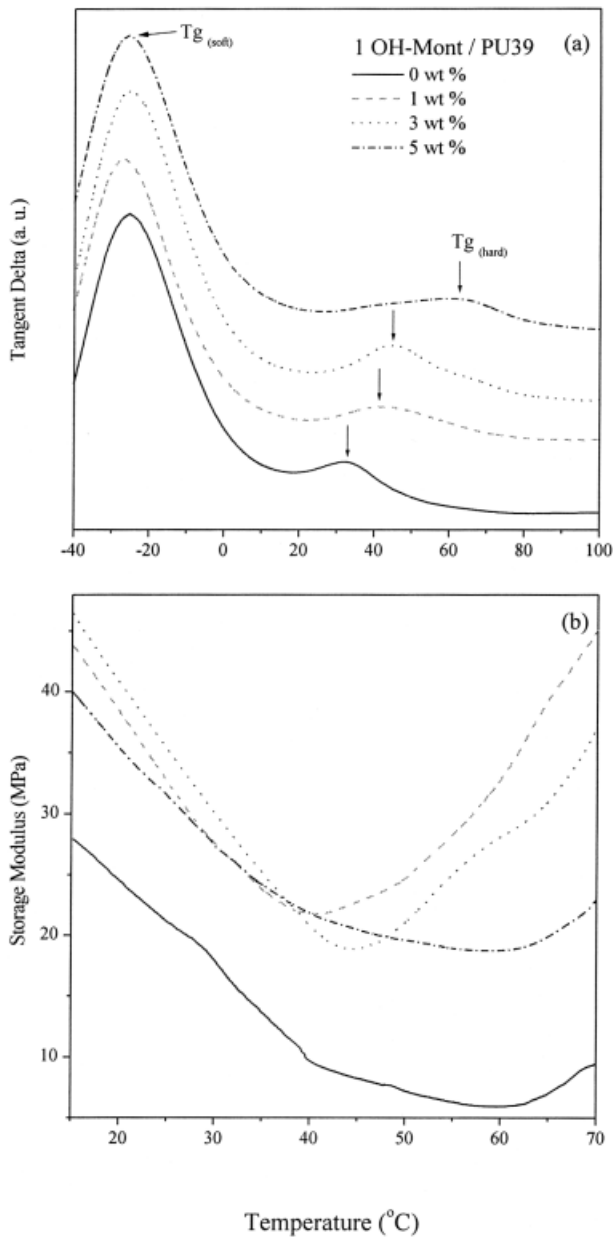 Tg (soft)
1 OH-Mont / PU39
(a)
0 wt %
1 wt %
3 wt %
5 wt %
Tg (hard)
Tangent Delta (a. u.)
-40 -20 0 20 40 60 80 100
(b)
40
30
20
10
Storage Modulus (MPa)
20 30 40 50 60 70
Temperature (°C)